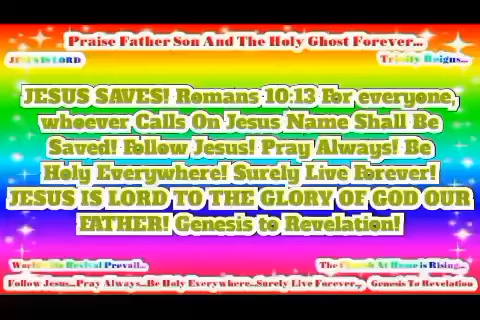 Praise Father Son And The Holy Ghost Forever...
JESUS IS LORD
Trinity Reigns...
JESUS SAVES! Romans 10:13 For everyone,
whoever Calls On Jesus Name Shall Be
Saved! Follow Jesus! Pray Always! Be
Holy Everywhere! Surely Live Forever!
JESUS IS LORD TO THE GLORY OF GOD OUR
FATHER! Genesis to Revelation!
Worldwide Revival Prevail...
The Church At Home is Rising...
Follow Jesus...Pray Always...Be Holy Everywhere...Surely Live Forever...
Genesis To Revelation